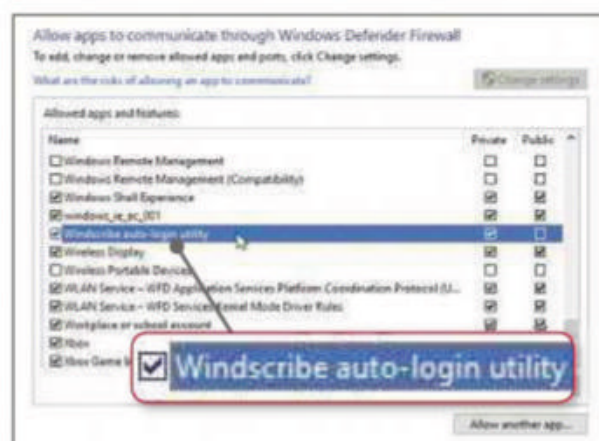 Allow apps to communicate through Windows Defender Firewall
To add, change or remove allowed apps and ports, click Change settings.
What are the risks of allowing an app to communicate?
Change settings
Allowed apps and features:
Name Private Public
Windows Remote Management
Windows Remote Management (Compatibility)
Windows Shell Experience
windows_ie_ac_001
Windscribe auto-login utility
Wireless Display
Wireless Portable Devices
WLAN Service – WFD Application Services Platform Coordination Protocol (U...
WLAN Service – WFD Services Kernel Mode Driver Rules
Workplace or school account
Xbox
Xbox Game
Windscribe auto-login utility
Allow another app...